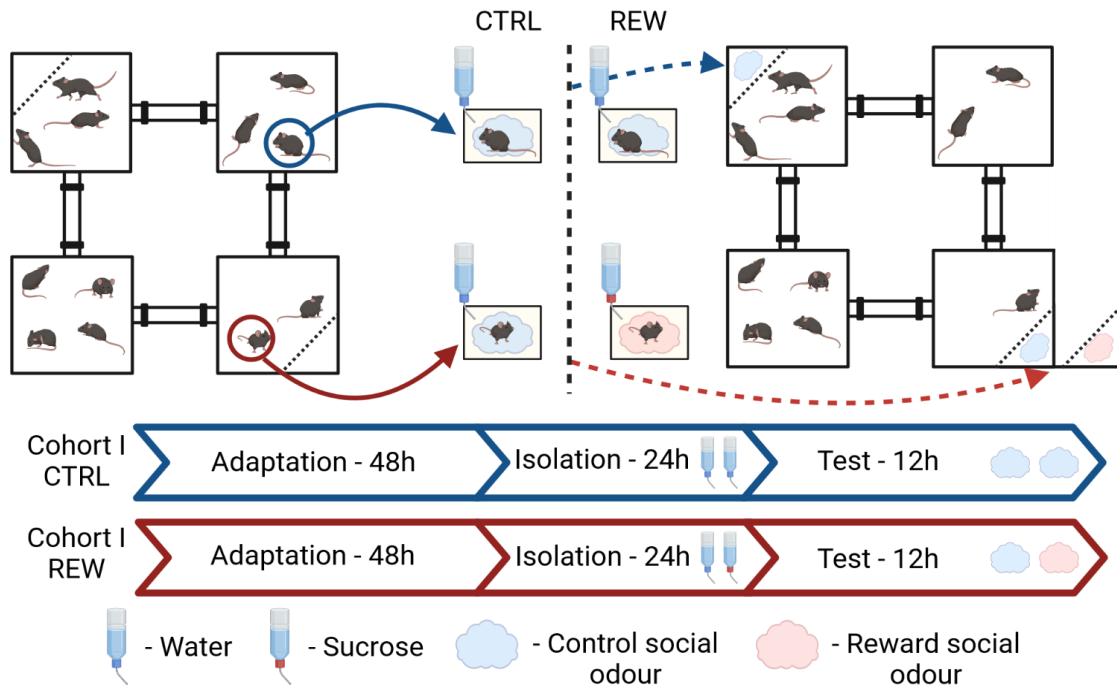 CTRL
REW
Cohort I
CTRL
Adaptation - 48h
Isolation - 24h
Test - 12h
Cohort I
REW
Adaptation - 48h
Isolation - 24h
Test - 12h
- Water
- Sucrose
- Control social
odour
- Reward social
odour